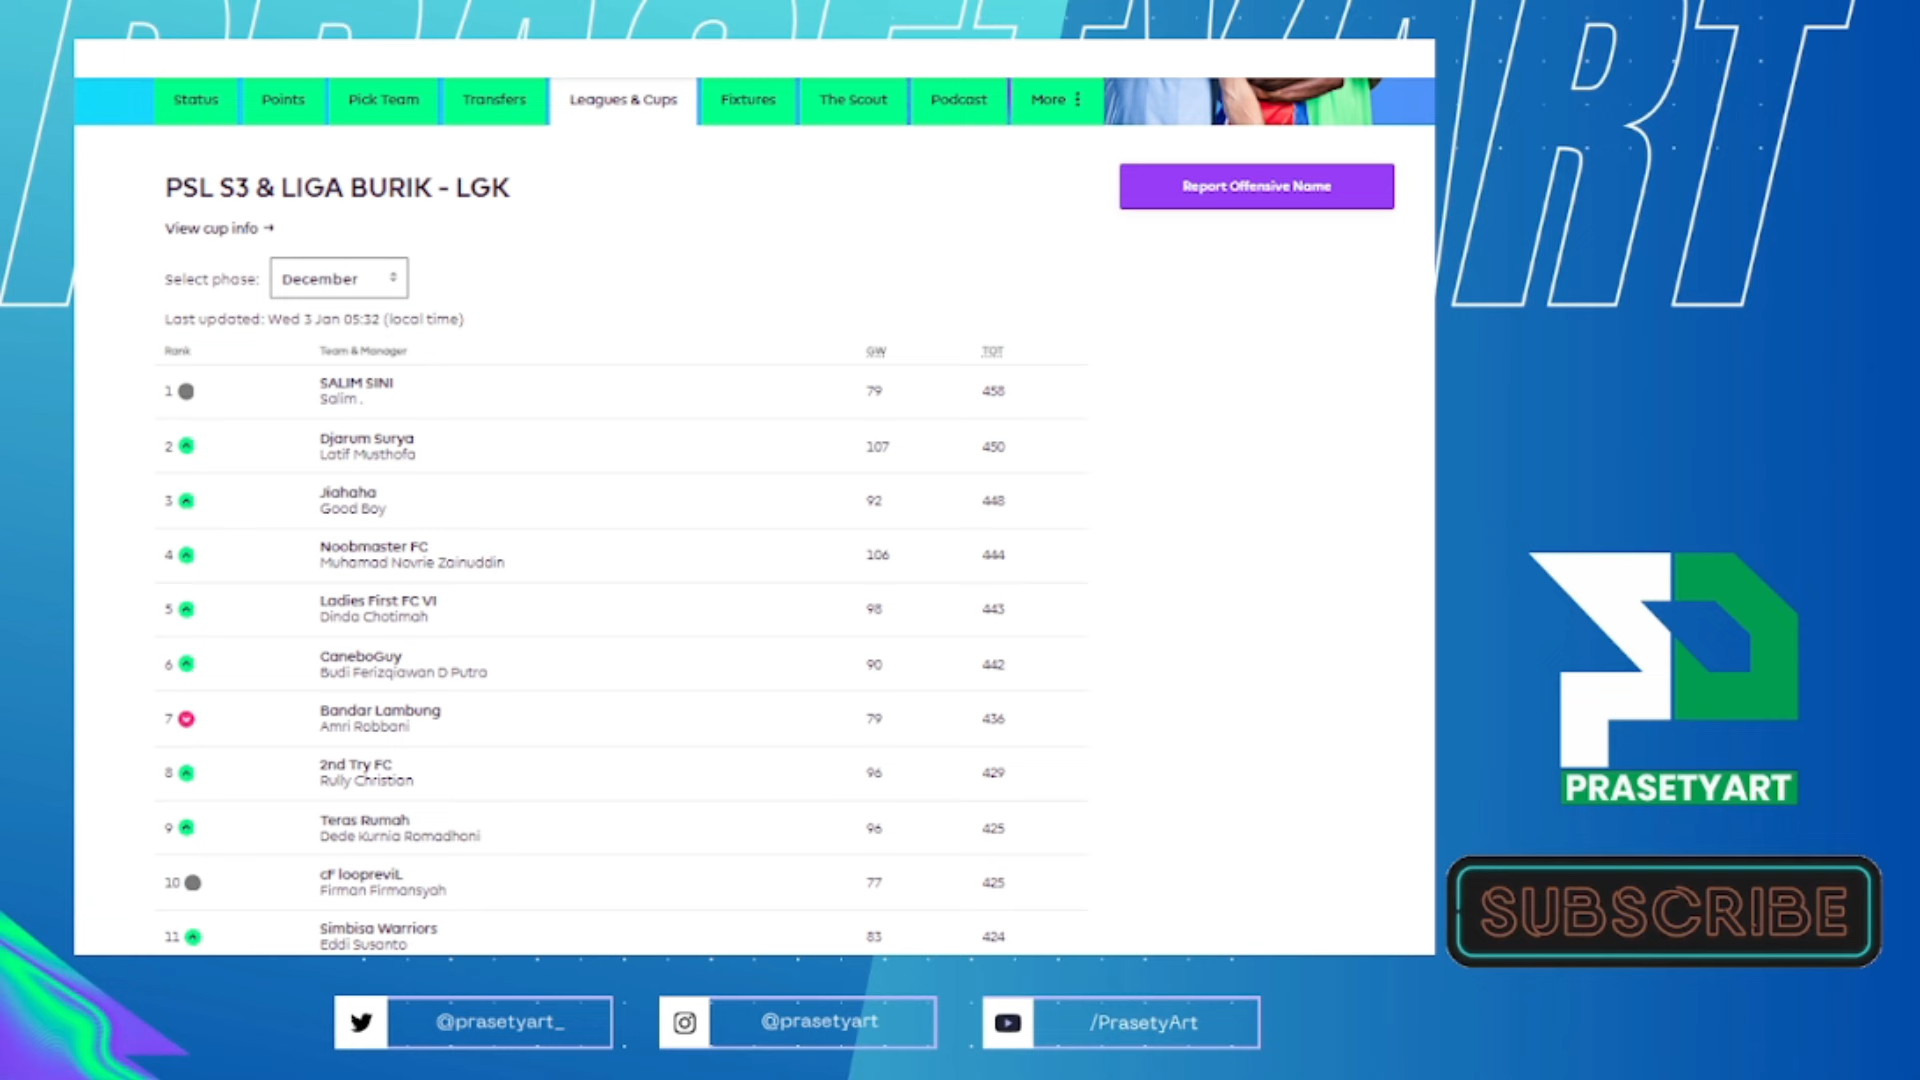 PRASETYART
Status Points Pick Team Transfers Leagues & Cups Fixtures The Scout Podcast More
PSL S3 & LIGA BURIK - LGK
Report Offensive Name
View cup info →
Select phase: December
Last updated: Wed 3 Jan 05:32 (local time)
Rank Team & Manager GW TOT
1 SALIM SINI 79 458
Salim .
2 Djarum Surya 107 450
Latif Musthofa
3 Jiahaha 92 448
Good Boy
4 Noobmaster FC 106 444
Muhamad Novrie Zainuddin
5 Ladies First FC VI 98 443
Dinda Chotimah
6 CaneboGuy 90 442
Budi Ferizqiawan D Putra
7 Bandar Lambung 79 436
Amri Robbani
8 2nd Try FC 96 429
Rully Christian
9 Teras Rumah 96 425
Dede Kurnia Romadhoni
10 cF loopreviL 77 425
Firman Firmansyah
11 Simbisa Warriors 83 424
Eddi Susanto
PRASETYART
SUBSCRIBE
@prasetyart_ @prasetyart /PrasetyArt